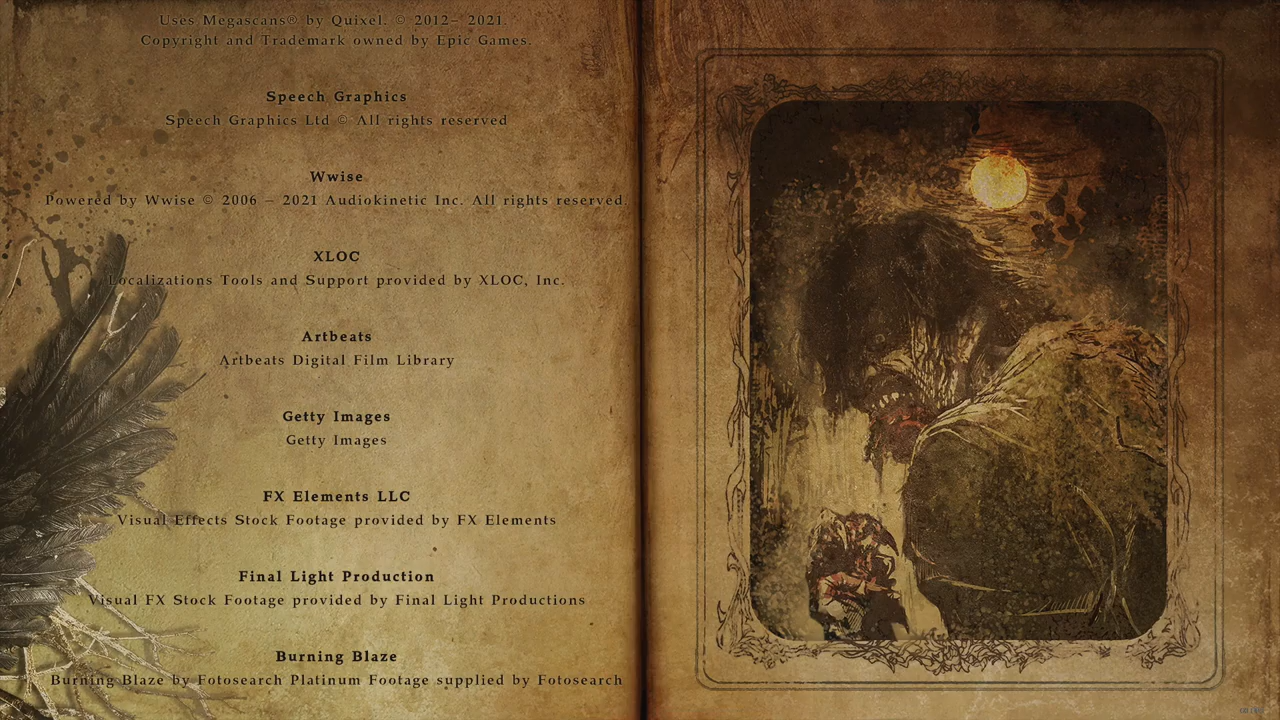 Uses Megascans® by Quixel. © 2012– 2021.
Copyright and Trademark owned by Epic Games.
Speech Graphics
Speech Graphics Ltd © All rights reserved
Wwise
Powered by Wwise © 2006 – 2021 Audiokinetic Inc. All rights reserved.
XLOC
Localizations Tools and Support provided by XLOC, Inc.
Artbeats
Artbeats Digital Film Library
Getty Images
Getty Images
FX Elements LLC
Visual Effects Stock Footage provided by FX Elements
Final Light Production
Visual FX Stock Footage provided by Final Light Productions
Burning Blaze
Burning Blaze by Fotosearch Platinum Footage supplied by Fotosearch